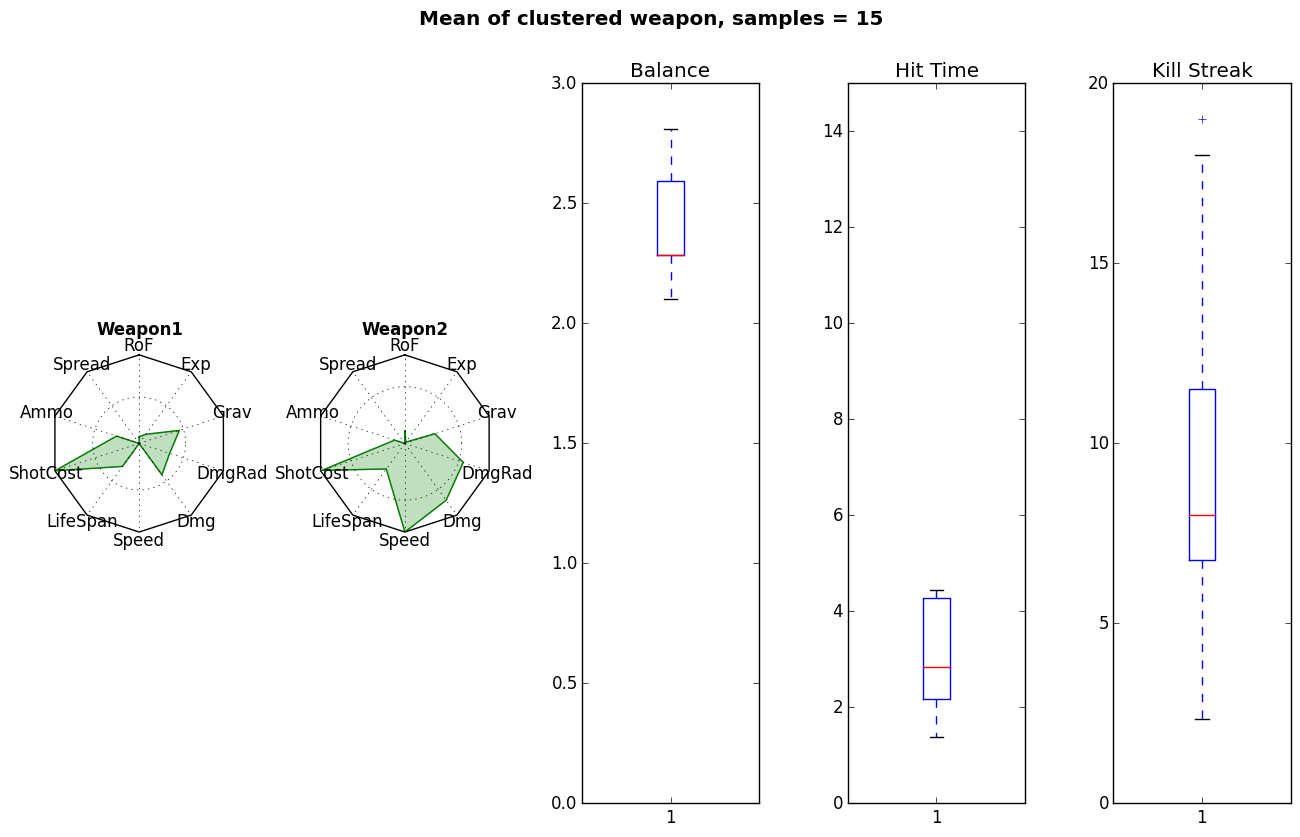 Mean of clustered weapon, samples = 15
Weapon1
RoF
Exp
Grav
DmgRad
Dmg
Speed
LifeSpan
ShotCost
Ammo
Spread
Weapon2
RoF
Exp
Grav
DmgRad
Dmg
Speed
LifeSpan
ShotCost
Ammo
Spread
Balance
3.0
2.5
2.0
1.5
1.0
0.5
0.0
1
Hit Time
14
12
10
8
6
4
2
0
1
Kill Streak
20
15
10
5
0
1